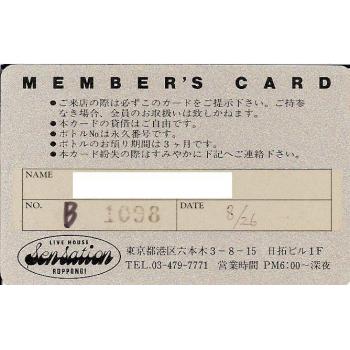 MEMBER'S CARD
●ご来店の際は必ずこのカードをご提示下さい。ご持参
なき場合、会員のお取扱いは致しかねます。
●本カードの貸借はご自由です。
●ボトルNoは永久番号です。
●ボトルのお預り期間は3ヶ月です。
●本カード紛失の際はすみやかに下記へご連絡下さい。
NAME
NO. B 1098 DATE 8/26
LIVE HOUSE
Sensation
ROPPONGI
東京都港区六本木3-8-15 日拓ビル1F
TEL.03-479-7771 営業時間 PM6:00~深夜